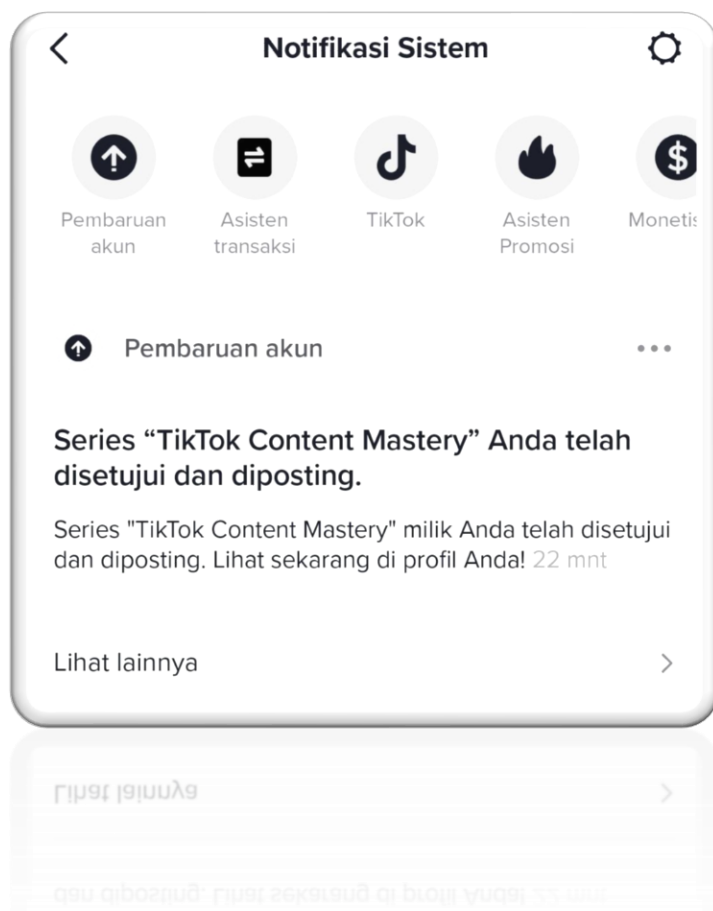 Notifikasi Sistem
Pembaruan
akun
Asisten
transaksi
TikTok
Asisten
Promosi
Monetis
Pembaruan akun
Series “TikTok Content Mastery” Anda telah
disetujui dan diposting.
Series "TikTok Content Mastery" milik Anda telah disetujui
dan diposting. Lihat sekarang di profil Anda! 22 mnt
Lihat lainnya